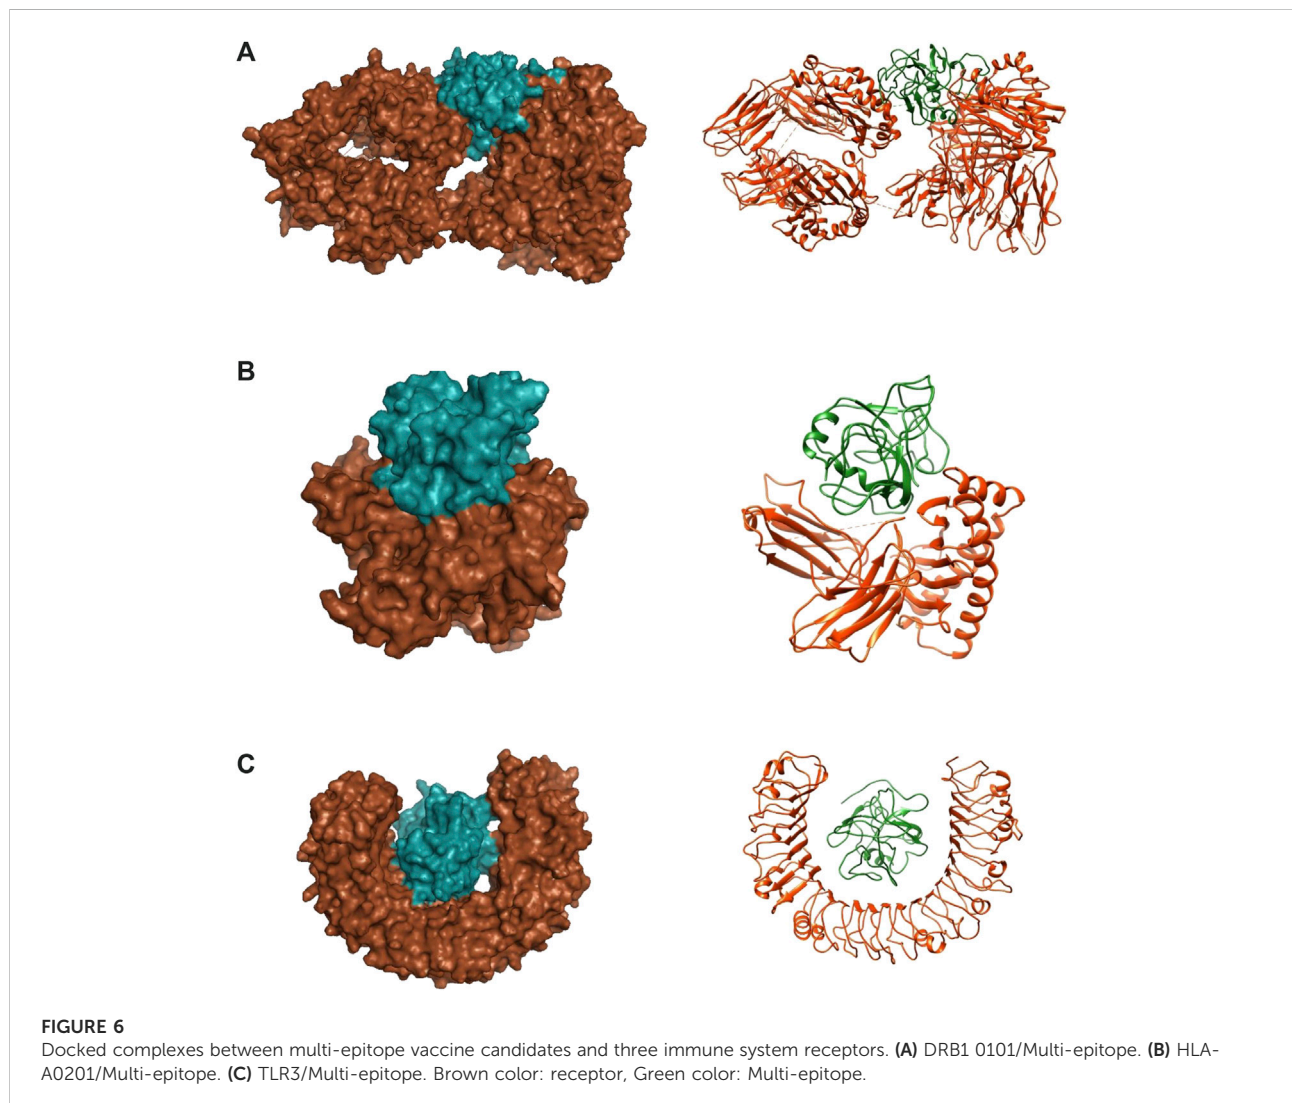 A
B
C
FIGURE 6
Docked complexes between multi-epitope vaccine candidates and three immune system receptors. (A) DRB1 0101/Multi-epitope. (B) HLA-
A0201/Multi-epitope. (C) TLR3/Multi-epitope. Brown color: receptor, Green color: Multi-epitope.